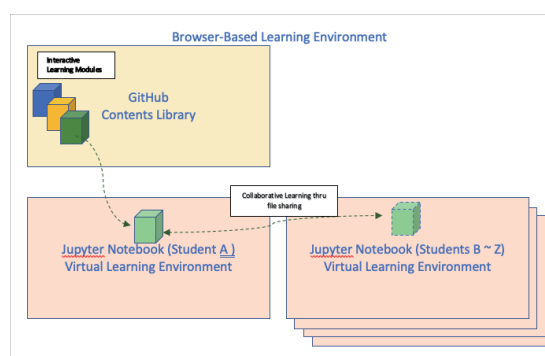 Browser-Based Learning Environment
Interactive
Learning Modules
GitHub
Contents Library
Collaborative Learning thru
file sharing
Jupyter Notebook (Student A )
Virtual Learning Environment
Jupyter Notebook (Students B ~ Z)
Virtual Learning Environment